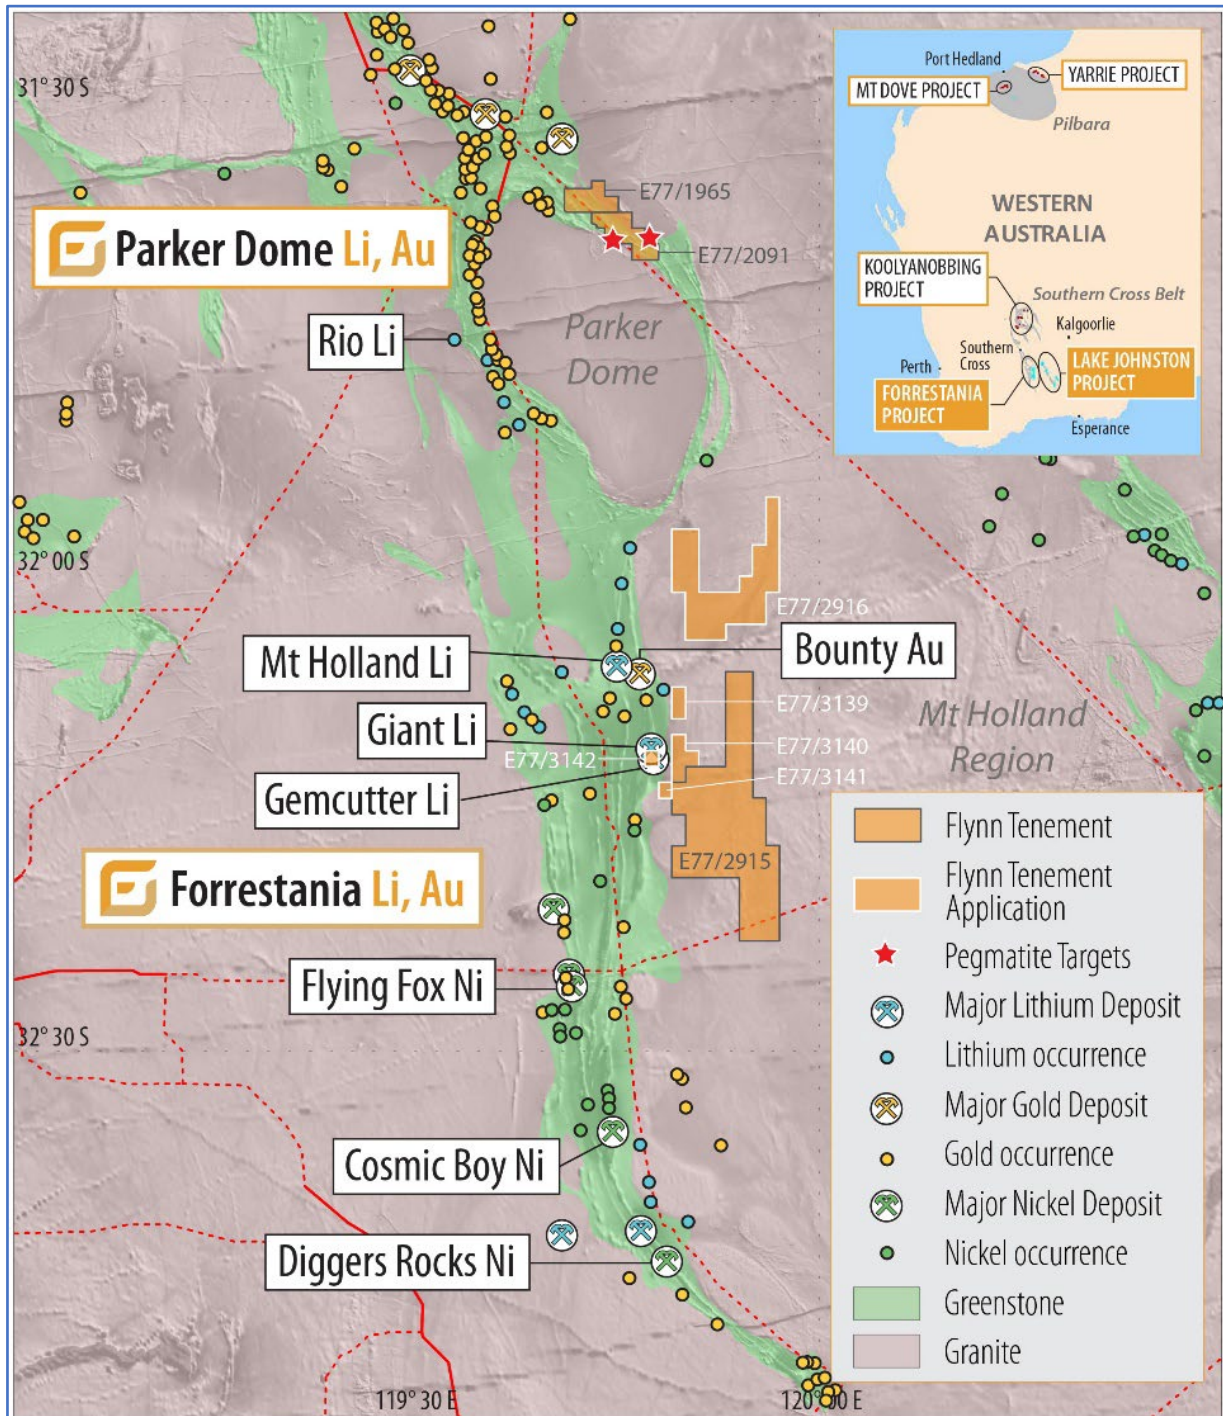 31° 30 S
Port Hedland
YARRIE PROJECT
MT DOVE PROJECT
Pilbara
WESTERN
AUSTRALIA
KOOLYANOBBING
PROJECT
Southern Cross Belt
Kalgoorlie
Southern
Cross
Perth
LAKE JOHNSTON
PROJECT
FORRESTANIA
PROJECT
Esperance
E77/1965
E77/2091
Parker Dome Li, Au
Rio Li
Parker
Dome
32° 00 S
E77/2916
Mt Holland Li
Bounty Au
E77/3139
Mt Holland
Region
Giant Li
E77/3140
E77/3142
E77/3141
Gemcutter Li
E77/2915
Forrestania Li, Au
Flying Fox Ni
32° 30 S
Cosmic Boy Ni
Diggers Rocks Ni
Flynn Tenement
Flynn Tenement
Application
Pegmatite Targets
Major Lithium Deposit
Lithium occurrence
Major Gold Deposit
Gold occurrence
Major Nickel Deposit
Nickel occurrence
Greenstone
Granite
119° 30 E
120° 00 E